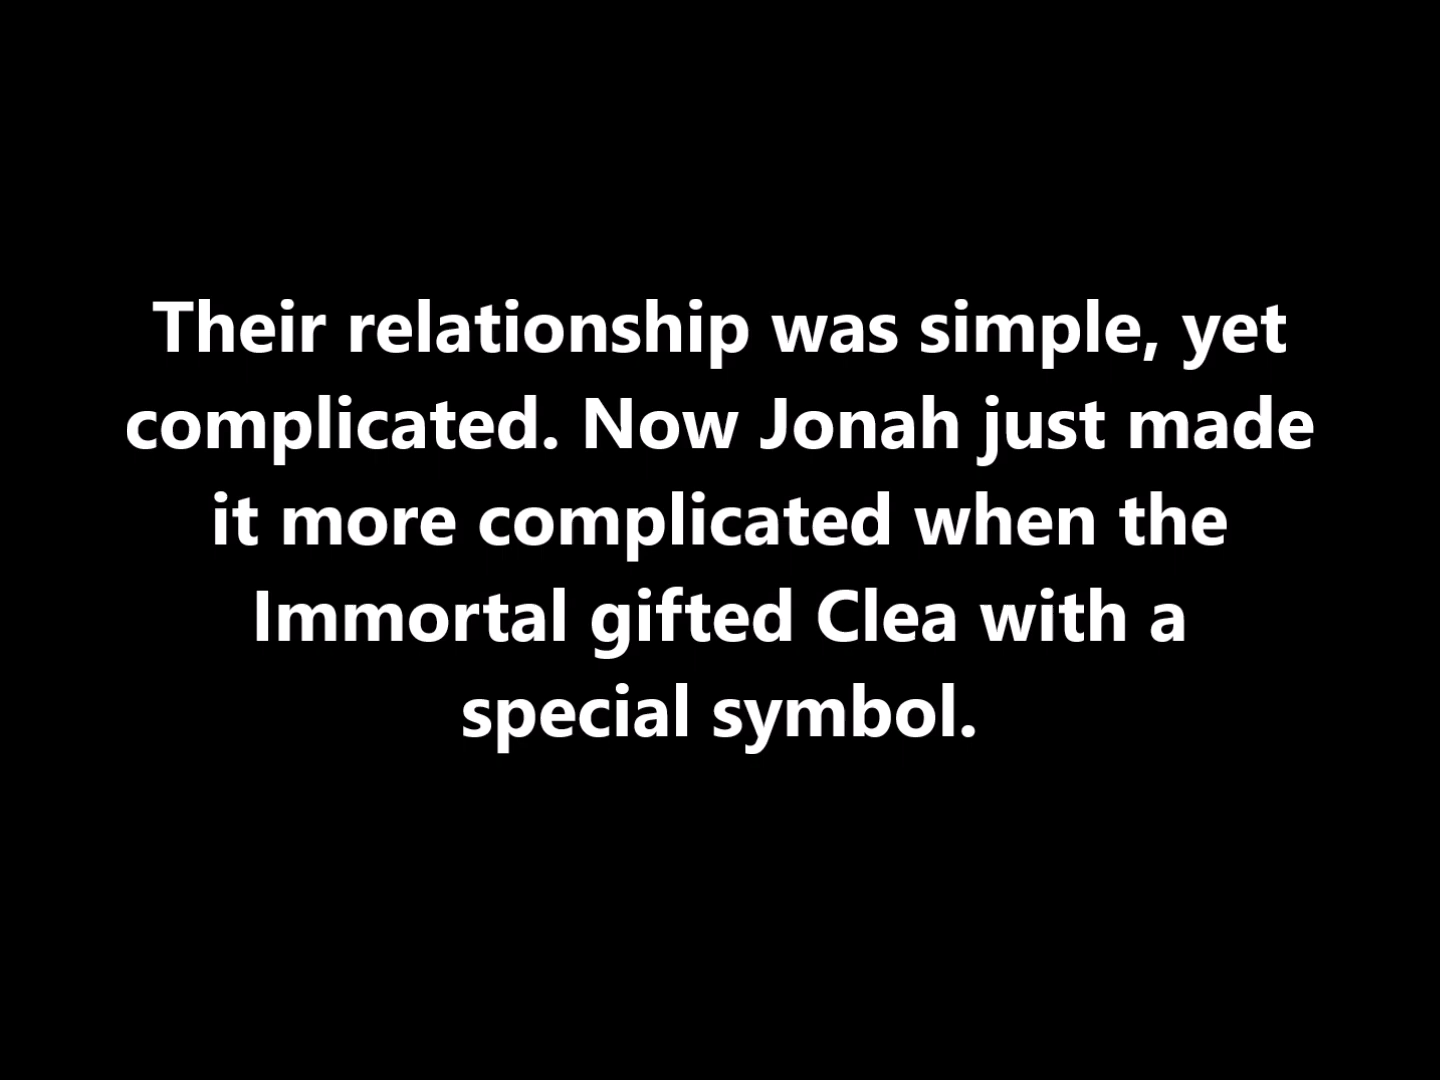 Their relationship was simple, yet
complicated. Now Jonah just made
it more complicated when the
Immortal gifted Clea with a
special symbol.